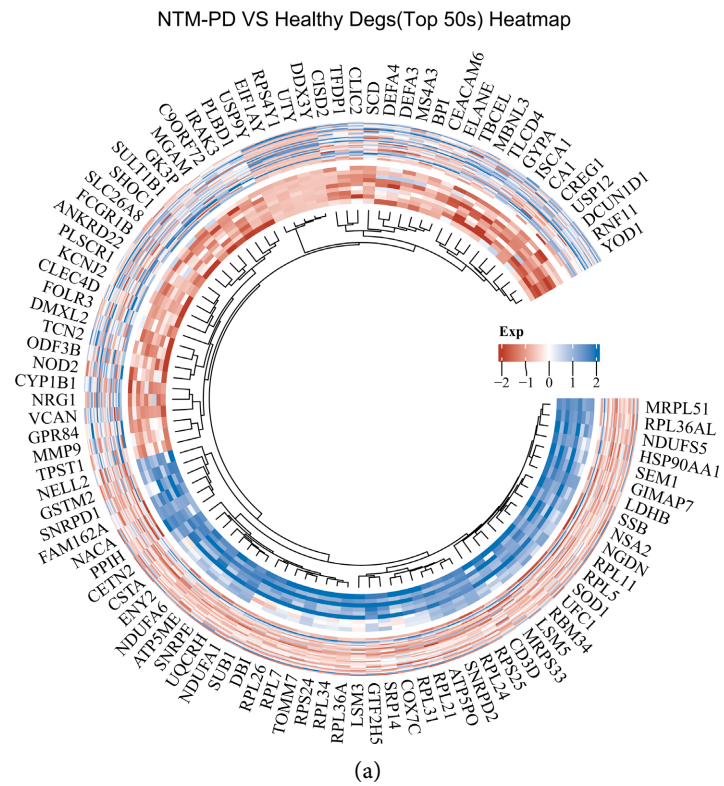 NTM-PD VS Healthy Degs(Top 50s) Heatmap
YOD1
RNF11
DCUN1D1
USP12
CREG1
CA1
ISCA1
GYPA
TLCD4
MBNL3
TBCEL
ELANE
CEACAM6
BPI
MS4A3
DEFA3
DEFA4
SCD
CLIC2
TFDP1
CISD2
DDX3Y
UTY
RPS4Y1
EIF1AY
USP9Y
PLBD1
IRAK3
C9ORF72
MGAM
GK3P
SULT1B1
SHOC1
SLC26A8
FCGR1B
ANKRD22
PLSCR1
KCNJ2
CLEC4D
FOLR3
DMXL2
TCN2
ODF3B
NOD2
CYP1B1
NRG1
VCAN
GPR84
MMP9
TPST1
NELL2
GSTM2
SNRPD1
FAM162A
NACA
PPIH
CETN2
CSTA
ENY2
NDUFA6
ATP5ME
SNRPE
UQCRH
NDUFA1
SUB1
DBI
RPL26
RPL7
TOMM7
RPS24
RPL34
RPL36A
LSM3
GTF2H5
SRP14
COX7C
RPL31
RPL21
ATP5PO
SNRPD2
RPL24
RPS25
CD3D
MRPS33
LSM5
RBM34
UFC1
SOD1
RPL5
RPL11
NGDN
NSA2
SSB
LDHB
GIMAP7
SEM1
HSP90AA1
NDUFS5
RPL36AL
MRPL51
Exp
−2 −1 0 1 2
(a)